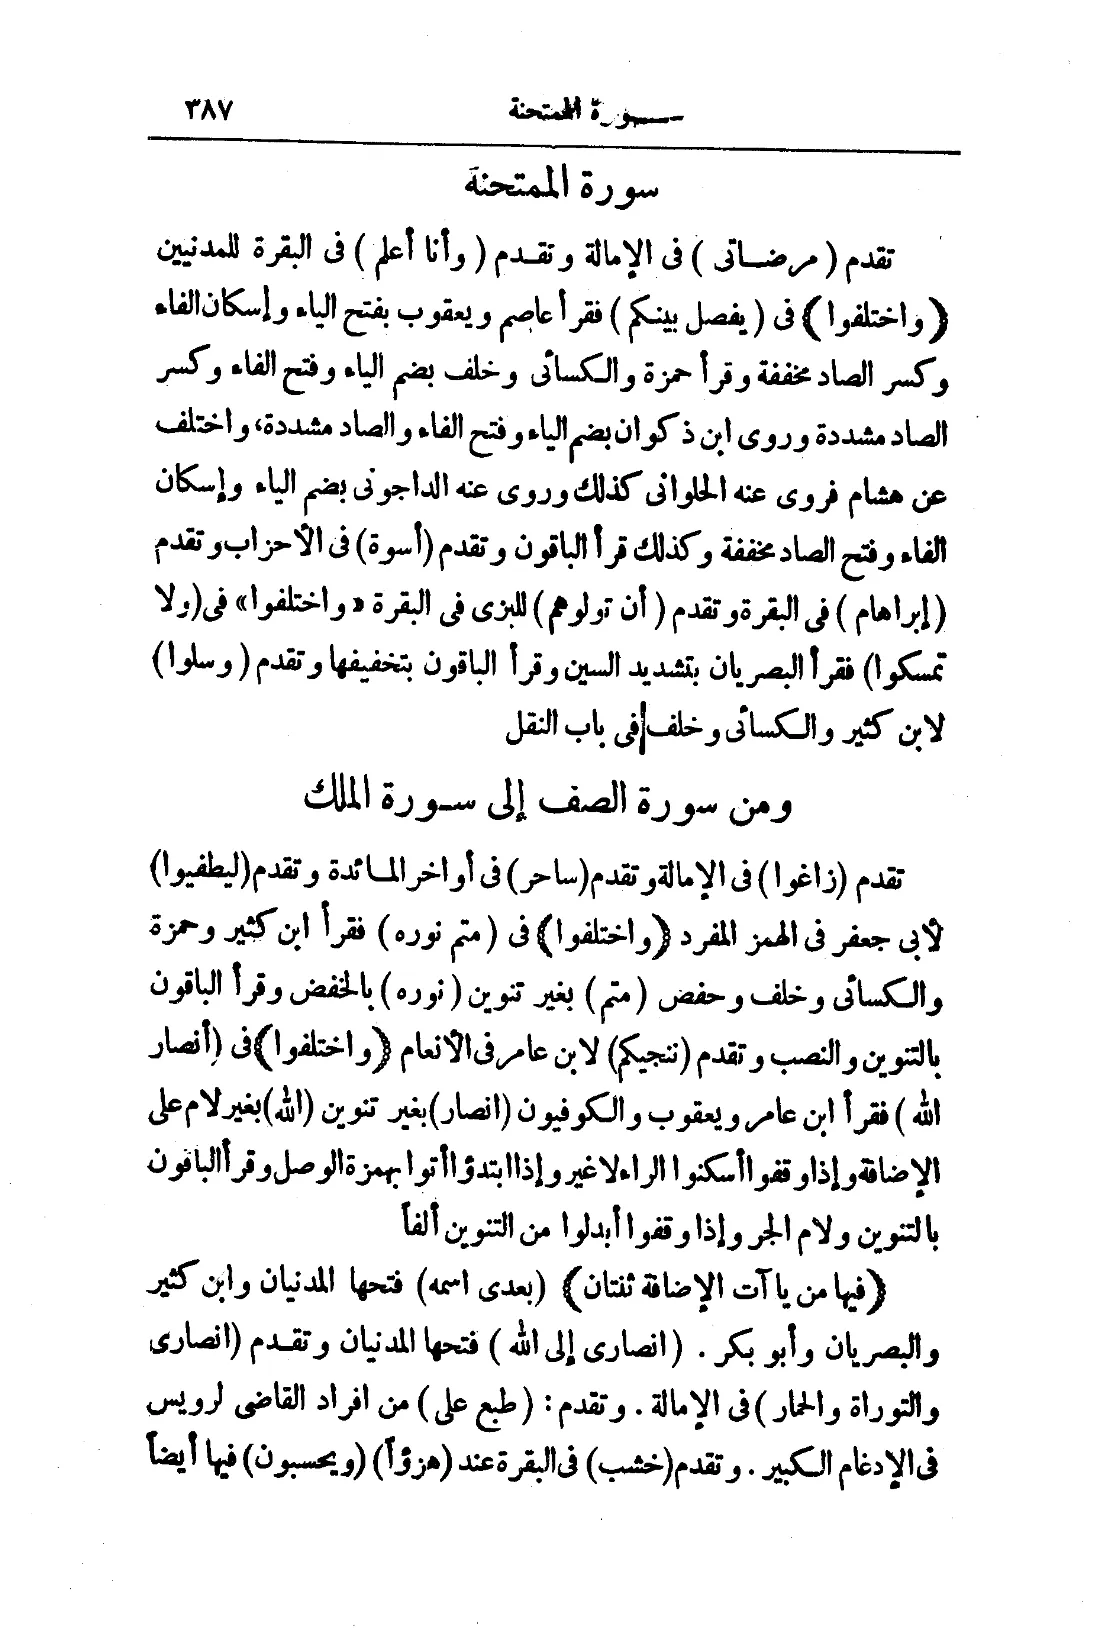 سورة الممتحنة ٣٨٧
سورة الممتحنة
تقدم ( مرضاتى ) فى الإمالة وتقدم ( وأنا أعلم ) فى البقرة للمدنيين
﴿ واختلفوا ﴾ فى ( يفصل بينكم ) فقرأ عاصم ويعقوب بفتح الياء وإسكان الفاء
وكسر الصاد مخففة وقرأ حمزة والكسائى وخلف بضم الياء وفتح الفاء وكسر
الصاد مشددة وروى ابن ذكوان بضم الياء وفتح الفاء والصاد مشددة، واختلف
عن هشام فروى عنه الحلوانى كذلك وروى عنه الداجونى بضم الياء وإسكان
الفاء وفتح الصاد مخففة وكذلك قرأ الباقون وتقدم (أسوة) فى الأحزاب وتقدم
( إبراهام ) فى البقرة وتقدم ( أن تولوهم ) للبزى فى البقرة « واختلفوا » فى (ولا
تمسكوا) فقرأ البصريان بتشديد السين وقرأ الباقون بتخفيفها وتقدم ( وسلوا )
لابن كثير والكسائى وخلف فى باب النقل
ومن سورة الصف إلى سورة الملك
تقدم (زاغوا) فى الإمالة وتقدم (ساحر) فى أواخر المائدة وتقدم (ليطفيوا)
لأبى جعفر فى الهمز المفرد ﴿واختلفوا﴾ فى ( متم نوره ) فقرأ ابن كثير وحمزة
والكسائى وخلف وحفص ( متم ) بغير تنوين ( نوره ) بالخفض وقرأ الباقون
بالتنوين والنصب وتقدم (ننجيكم) لابن عامر فى الأنعام ﴿واختلفوا﴾ فى (أنصار
الله ) فقرأ ابن عامر ويعقوب والكوفيون (انصار) بغير تنوين (الله) بغير لام على
الإضافة وإذا وقفوا أسكنوا الراء لا غير وإذا ابتدؤا أتوا بهمزة الوصل وقرأ الباقون
بالتنوين ولام الجر وإذا وقفوا أبدلوا من التنوين ألفاً
﴿فيها من ياآت الإضافة ثنتان﴾ (بعدى اسمه) فتحها المدنيان وابن كثير
والبصريان وأبو بكر . ( انصارى إلى الله ) فتحها المدنيان وتقدم (انصارى
والتوراة والحمار) فى الإمالة . وتقدم : ( طبع على ) من افراد القاضى لرويس
فى الإدغام الكبير . وتقدم (خشب) فى البقرة عند (هزؤاً) (ويحسبون) فيها أيضاً